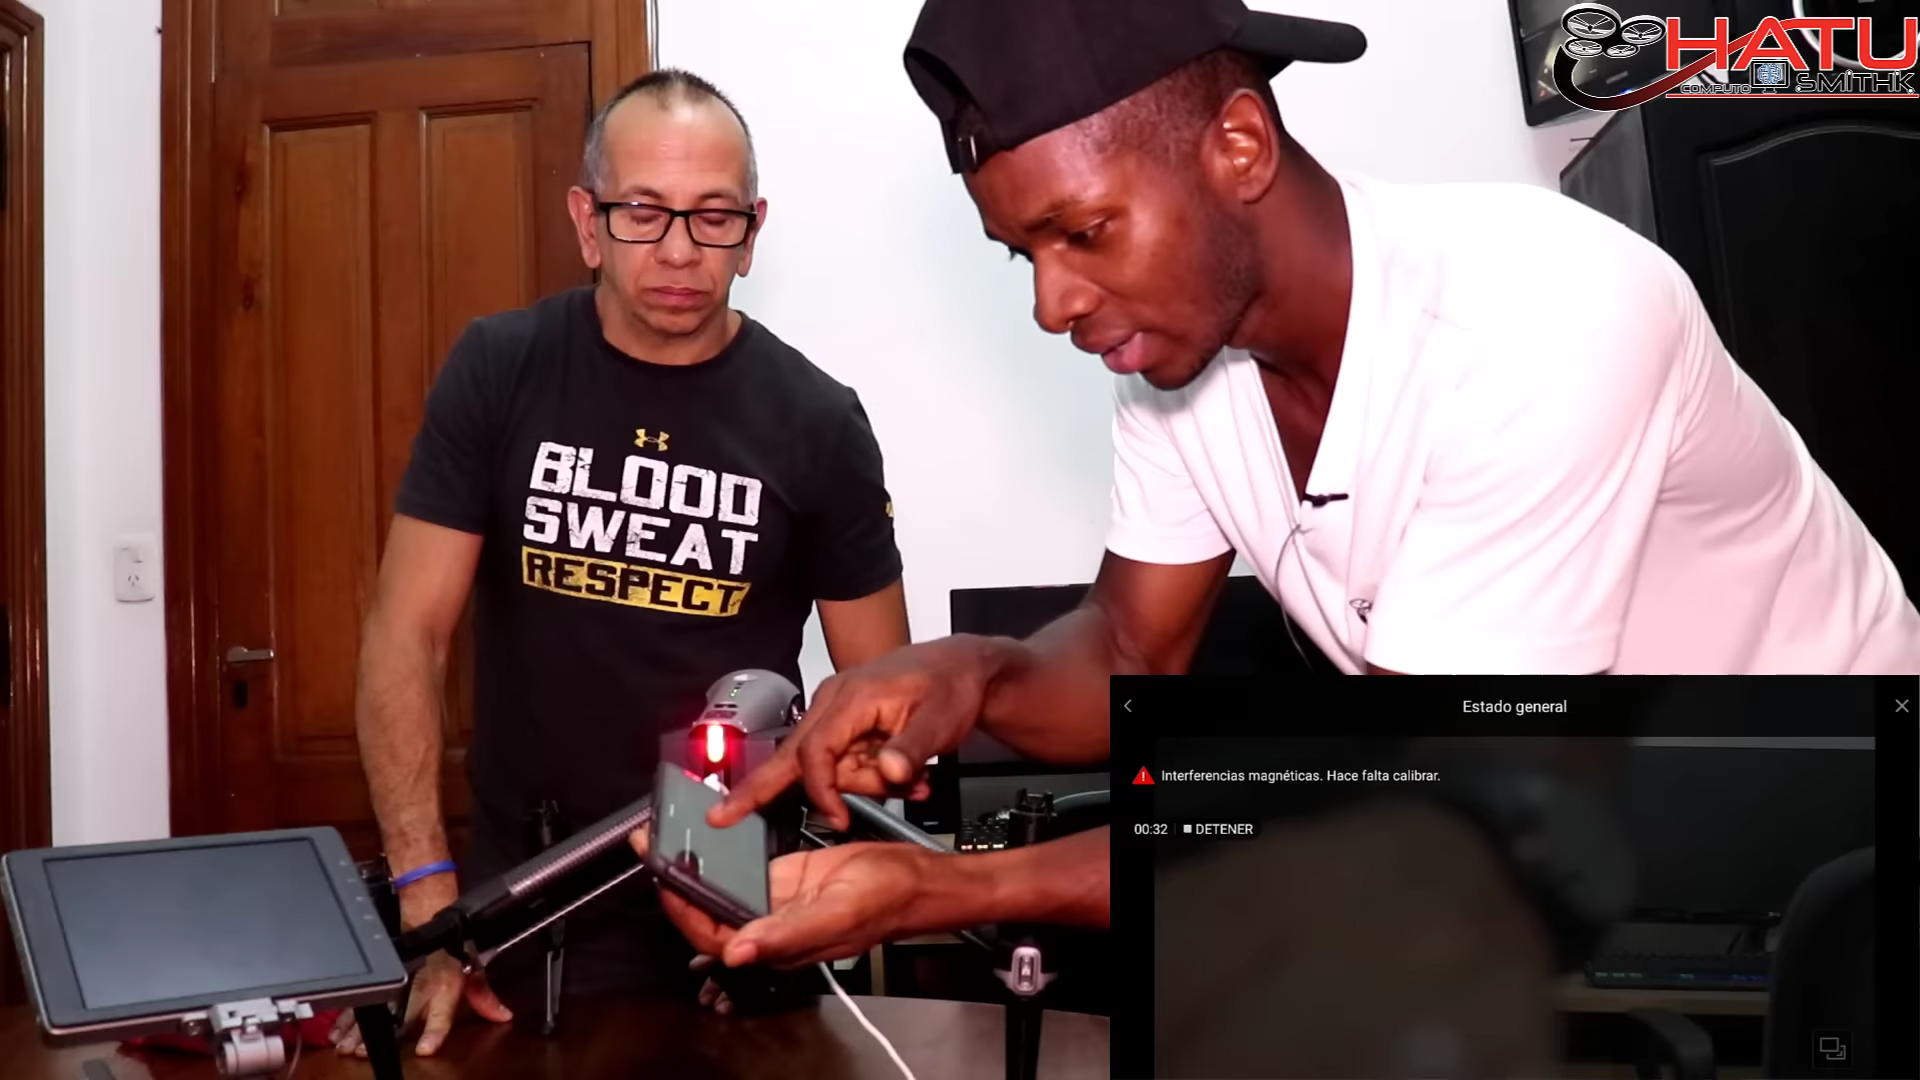 HATU
COMPUTO SMITHK
BLOOD
SWEAT
RESPECT
Estado general
Interferencias magnéticas. Hace falta calibrar.
00:32 DETENER